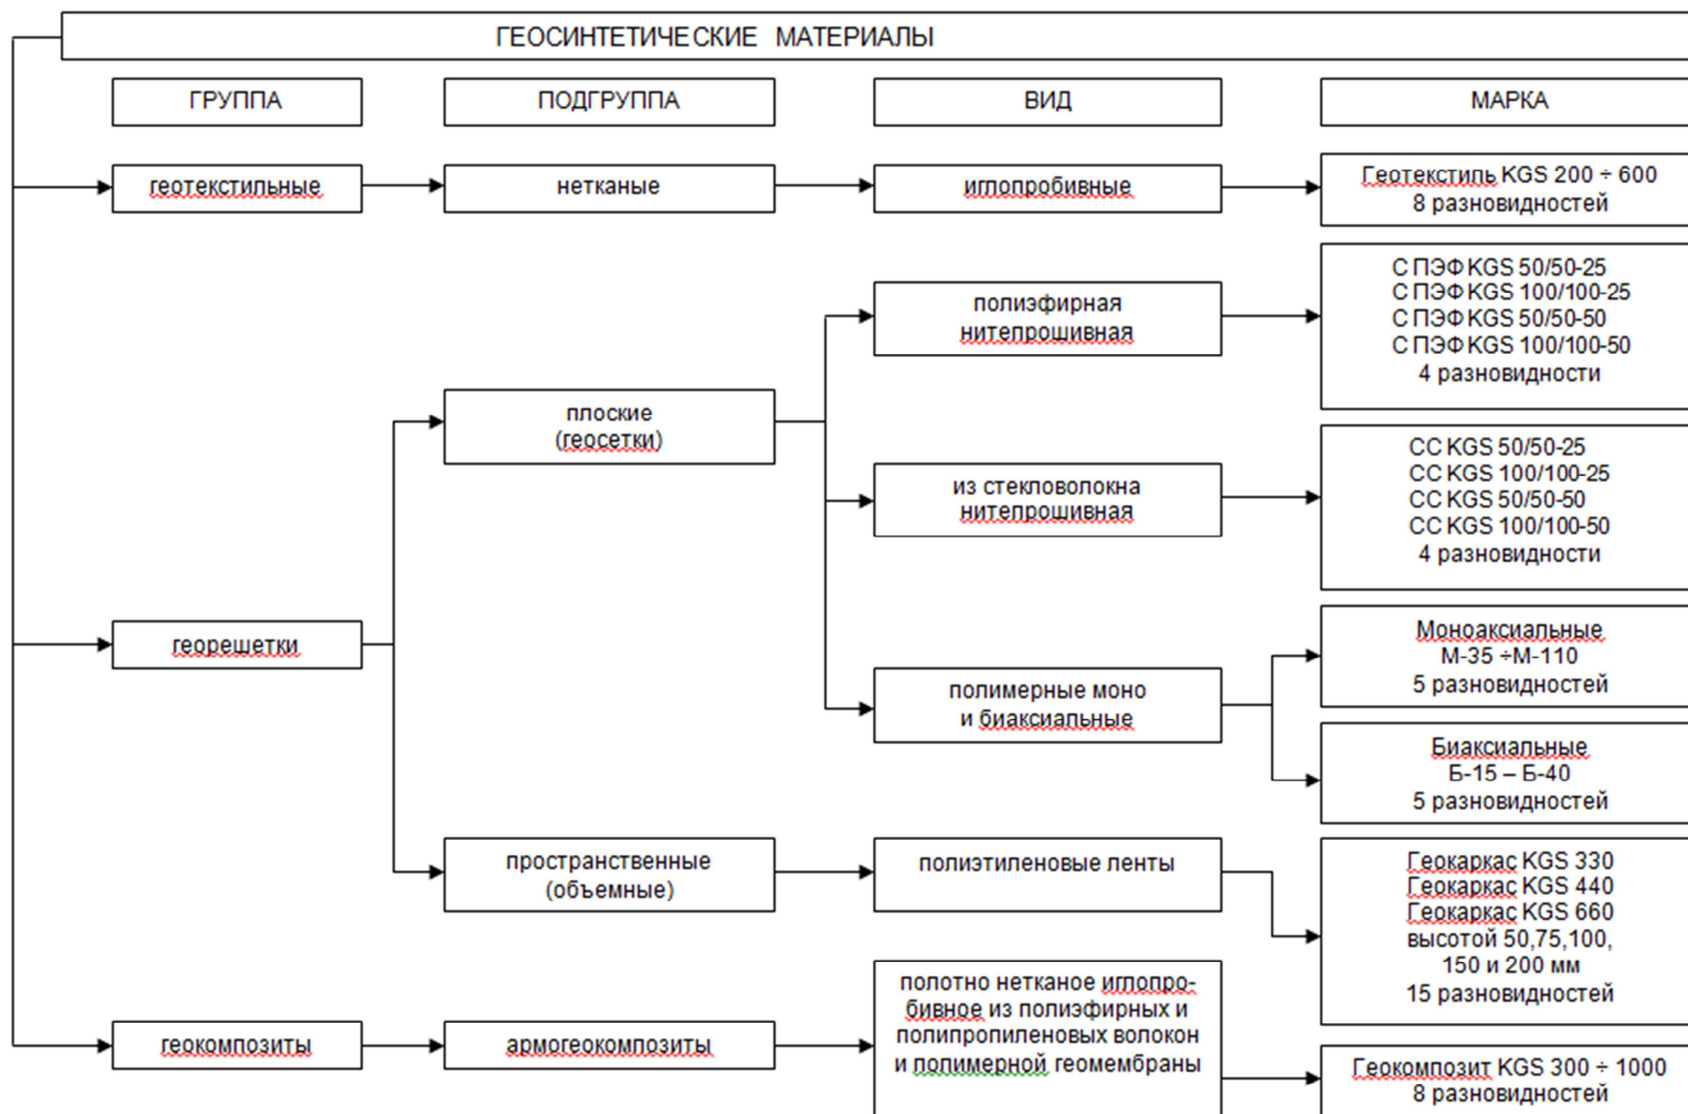 ГЕОСИНТЕТИЧЕСКИЕ МАТЕРИАЛЫ
ГРУППА
ПОДГРУППА
ВИД
МАРКА
геотекстильные
нетканые
иглопробивные
Геотекстиль KGS 200 ÷ 600
8 разновидностей
георешетки
плоские
(геосетки)
полиэфирная
нитепрошивная
С ПЭФ KGS 50/50-25
С ПЭФ KGS 100/100-25
С ПЭФ KGS 50/50-50
С ПЭФ KGS 100/100-50
4 разновидности
из стекловолокна
нитепрошивная
СС KGS 50/50-25
СС KGS 100/100-25
СС KGS 50/50-50
СС KGS 100/100-50
4 разновидности
полимерные моно
и биаксиальные
Моноаксиальные
М-35 ÷М-110
5 разновидностей
Биаксиальные
Б-15 – Б-40
5 разновидностей
пространственные
(объемные)
полиэтиленовые ленты
Геокаркас KGS 330
Геокаркас KGS 440
Геокаркас KGS 660
высотой 50,75,100,
150 и 200 мм
15 разновидностей
геокомпозиты
армогеокомпозиты
полотно нетканое иглопро-
бивное из полиэфирных и
полипропиленовых волокон
и полимерной геомембраны
Геокомпозит KGS 300 ÷ 1000
8 разновидностей